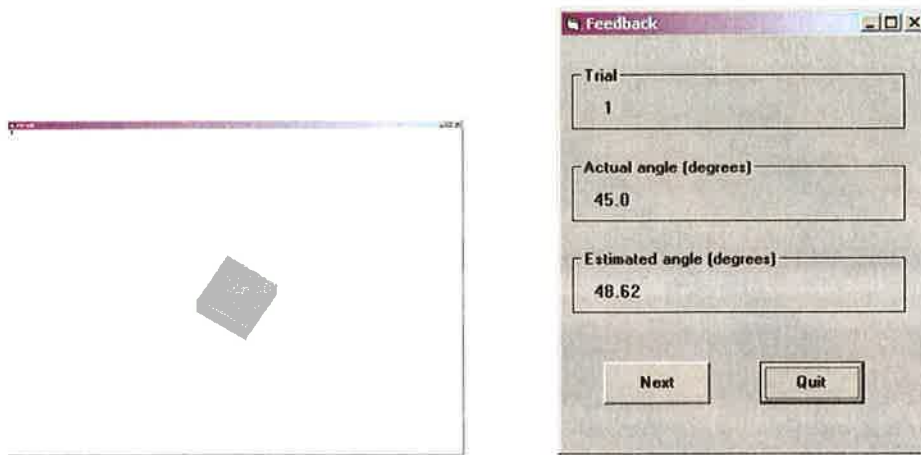 Feedback
Trial
1
Actual angle (degrees)
45.0
Estimated angle (degrees)
48.62
Next
Quit